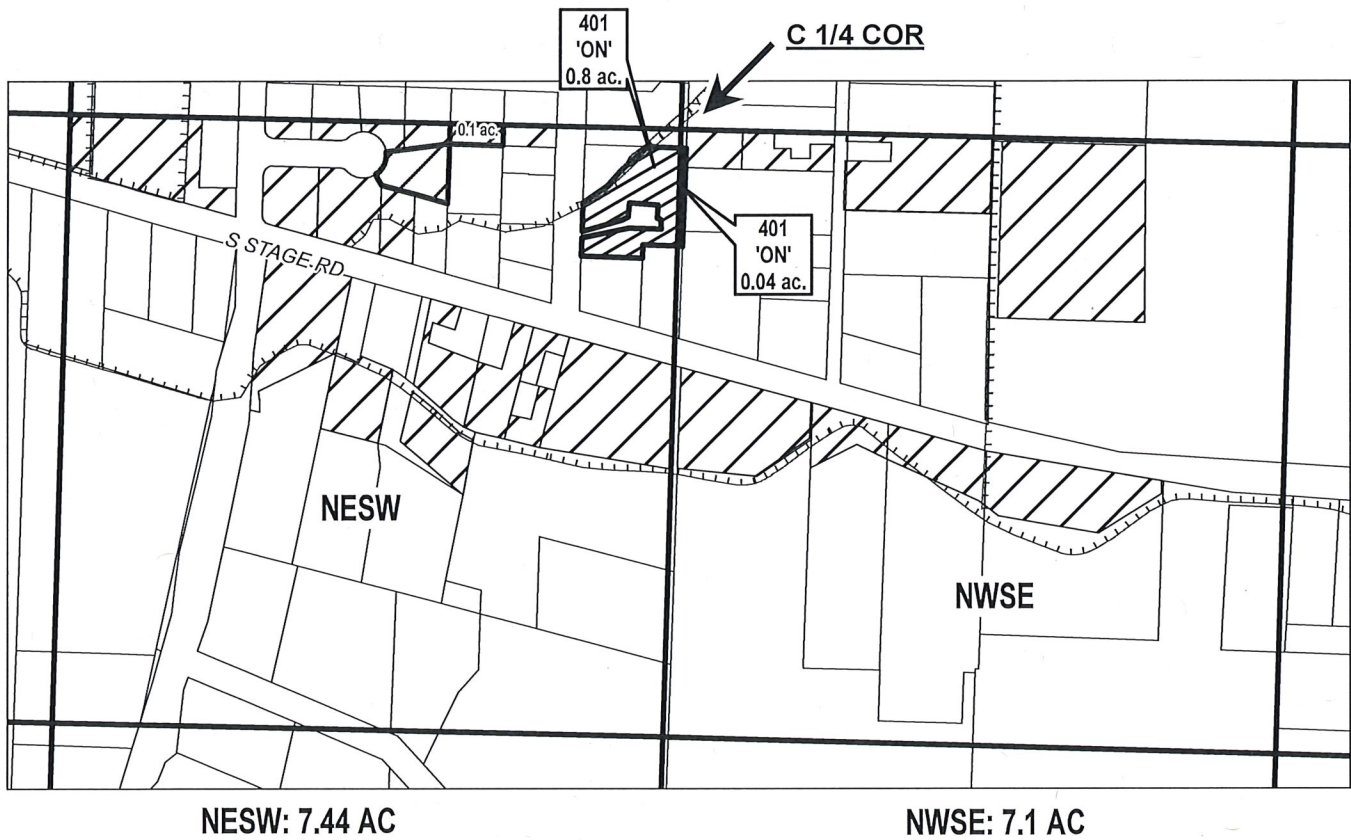 401
'ON'
0.8 ac.
C 1/4 COR
0.1 ac.
401
'ON'
0.04 ac.
S STAGE RD
NESW
NWSE
NESW: 7.44 AC
NWSE: 7.1 AC